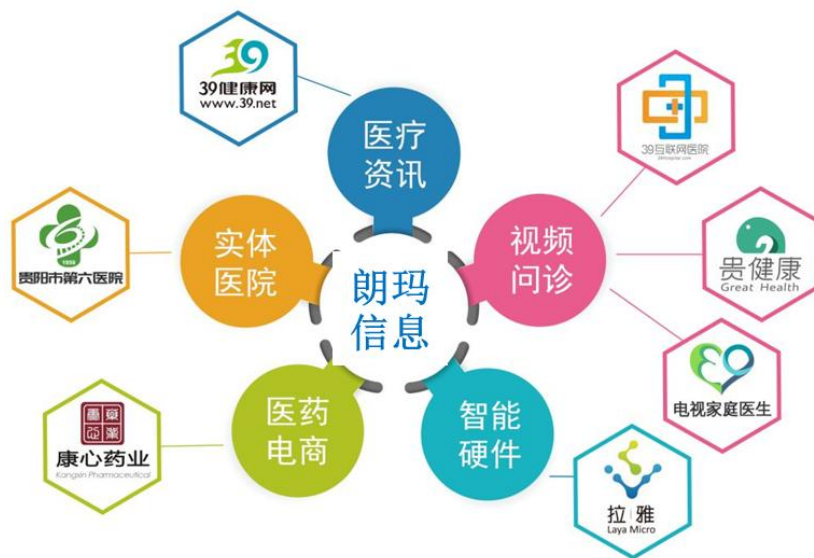 39健康网
www.39.net
医疗
资讯
39互联网医院
实体
医院
视频
问诊
贵阳市第六医院
1938
朗玛
信息
贵健康
Great Health
医药
电商
智能
硬件
电视家庭医生
康心药业
Kangxin Pharmaceutical
拉雅
Laya Micro